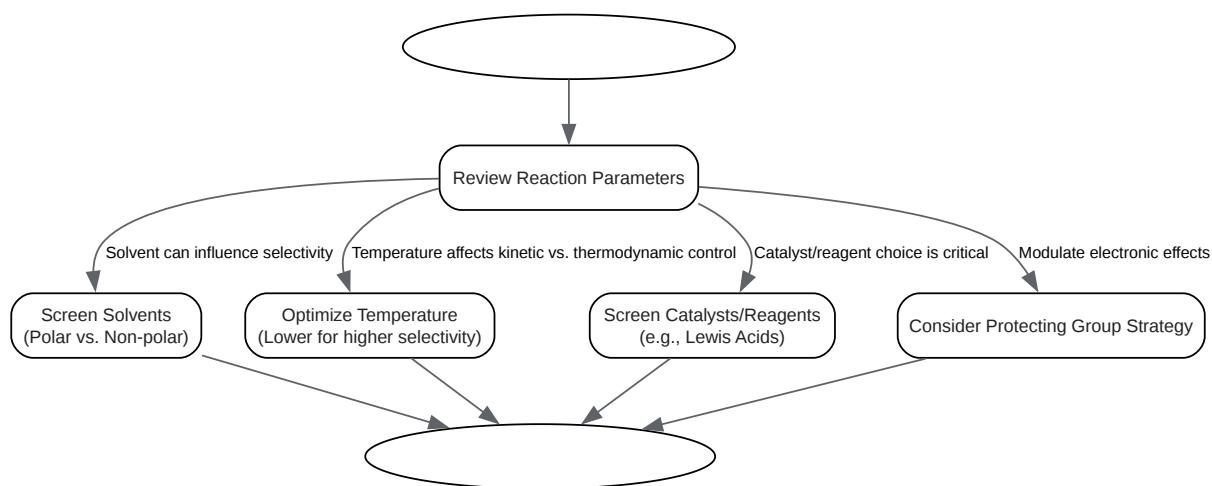 Review Reaction Parameters
Solvent can influence selectivity
Temperature affects kinetic vs. thermodynamic control
Catalyst/reagent choice is critical
Modulate electronic effects
Screen Solvents
(Polar vs. Non-polar)
Optimize Temperature
(Lower for higher selectivity)
Screen Catalysts/Reagents
(e.g., Lewis Acids)
Consider Protecting Group Strategy